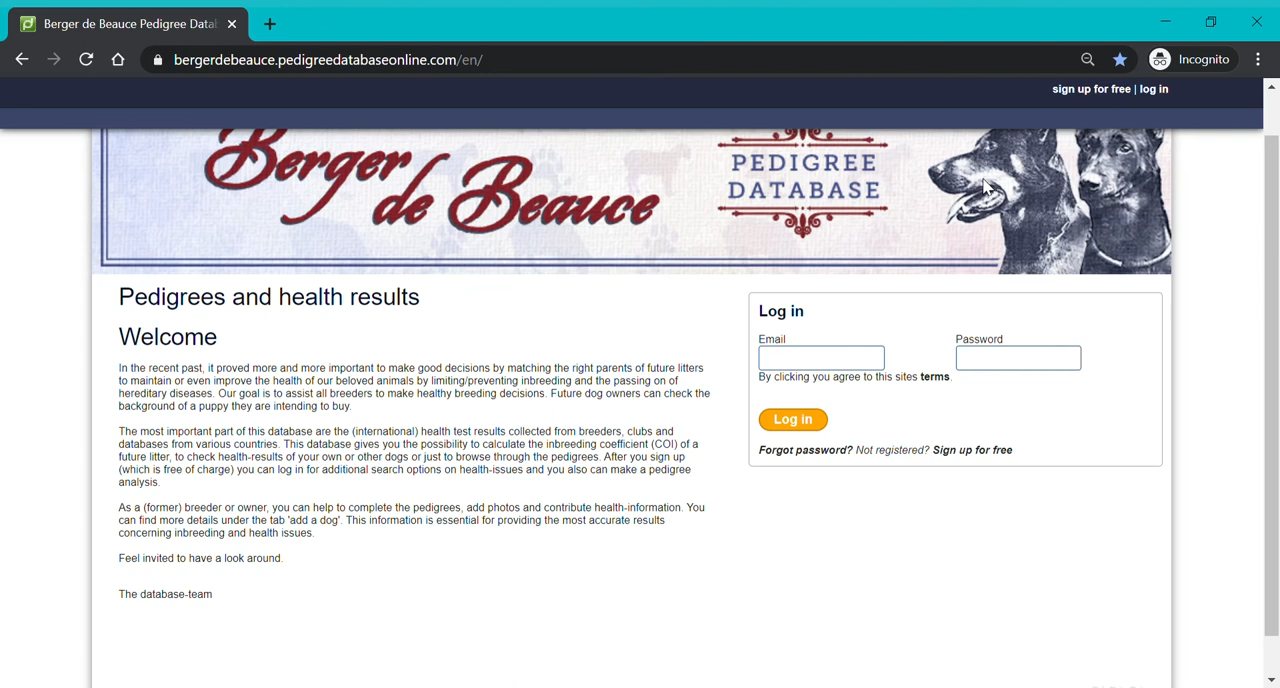 Berger de Beauce Pedigree Datab
bergerdebeauce.pedigreedatabaseonline.com/en/
Incognito
sign up for free | log in
Berger
de Beauce
PEDIGREE
DATABASE
Pedigrees and health results
Welcome
In the recent past, it proved more and more important to make good decisions by matching the right parents of future litters
to maintain or even improve the health of our beloved animals by limiting/preventing inbreeding and the passing on of
hereditary diseases. Our goal is to assist all breeders to make healthy breeding decisions. Future dog owners can check the
background of a puppy they are intending to buy.
The most important part of this database are the (international) health test results collected from breeders, clubs and
databases from various countries. This database gives you the possibility to calculate the inbreeding coefficient (COI) of a
future litter, to check health-results of your own or other dogs or just to browse through the pedigrees. After you sign up
(which is free of charge) you can log in for additional search options on health-issues and you also can make a pedigree
analysis.
As a (former) breeder or owner, you can help to complete the pedigrees, add photos and contribute health-information. You
can find more details under the tab 'add a dog'. This information is essential for providing the most accurate results
concerning inbreeding and health issues.
Feel invited to have a look around.
The database-team
Log in
Email Password
By clicking you agree to this sites terms.
Log in
Forgot password? Not registered? Sign up for free